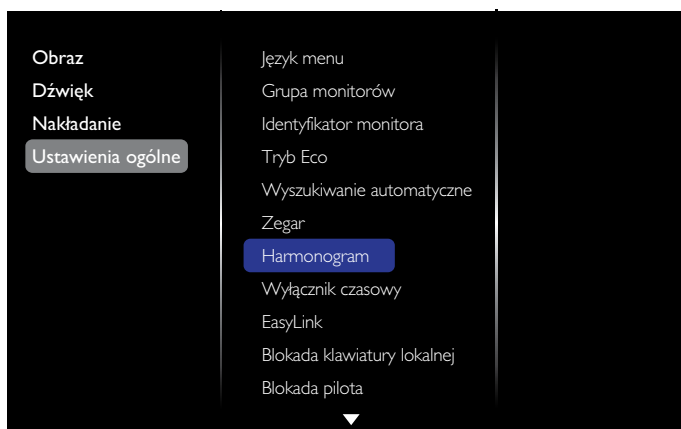 Obraz
Dźwięk
Nakładanie
Ustawienia ogólne
Język menu
Grupa monitorów
Identyfikator monitora
Tryb Eco
Wyszukiwanie automatyczne
Zegar
Harmonogram
Wyłącznik czasowy
EasyLink
Blokada klawiatury lokalnej
Blokada pilota